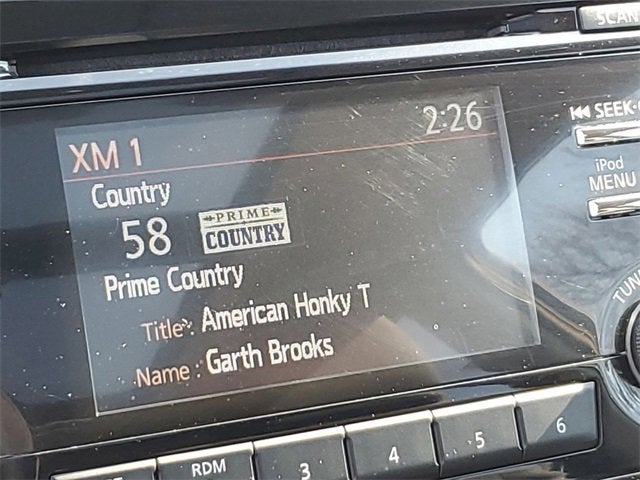 SCAN
XM 1 2:26
SEEK
Country
58 PRIME COUNTRY
iPod
MENU
Prime Country
TUN
Title : American Honky T
Name : Garth Brooks
RDM 3 4 5 6